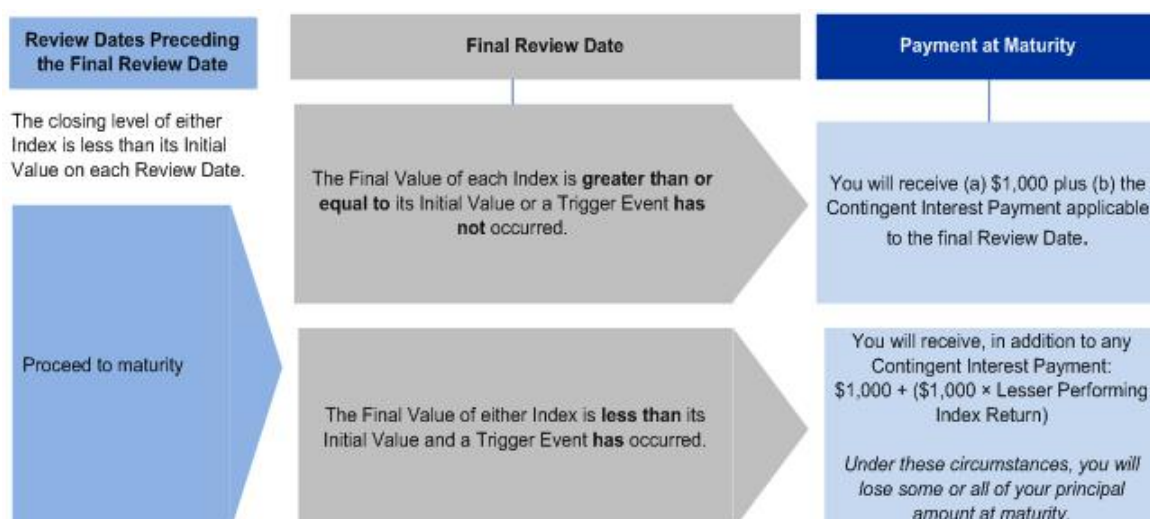 Review Dates Preceding
the Final Review Date
The closing level of either
Index is less than its Initial
Value on each Review Date.
Proceed to maturity
Final Review Date
The Final Value of each Index is greater than or
equal to its Initial Value or a Trigger Event has
not occurred.
The Final Value of either Index is less than its
Initial Value and a Trigger Event has occurred.
Payment at Maturity
You will receive (a) $1,000 plus (b) the
Contingent Interest Payment applicable
to the final Review Date.
You will receive, in addition to any
Contingent Interest Payment:
$1,000 + ($1,000 × Lesser Performing
Index Return)
Under these circumstances, you will
lose some or all of your principal
amount at maturity.